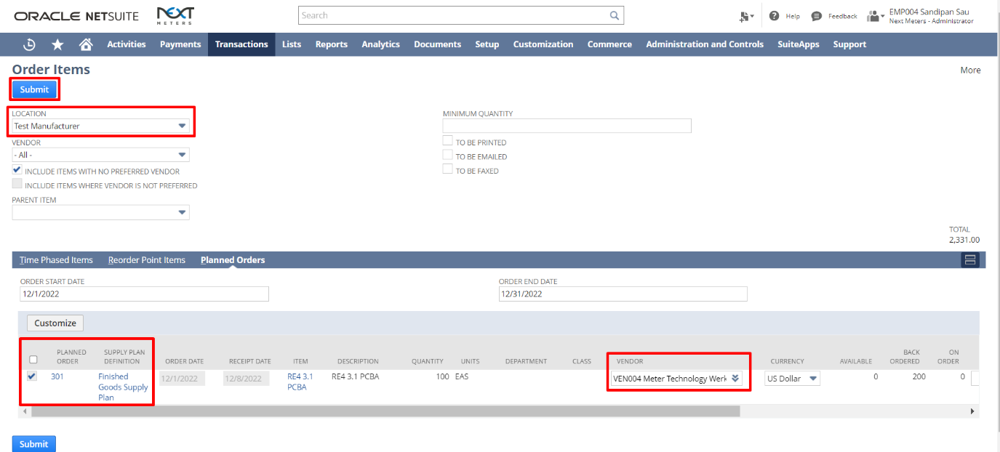 ORACLE NETSUITE
NEXT
METERS
Search
Help
Feedback
EMP004 Sandipan Sau
Next Meters - Administrator
Activities Payments Transactions Lists Reports Analytics Documents Setup Customization Commerce Administration and Controls SuiteApps Support
Order Items
More
Submit
LOCATION
Test Manufacturer
VENDOR
- All -
INCLUDE ITEMS WITH NO PREFERRED VENDOR
INCLUDE ITEMS WHERE VENDOR IS NOT PREFERRED
PARENT ITEM
MINIMUM QUANTITY
TO BE PRINTED
TO BE EMAILED
TO BE FAXED
TOTAL
2,331.00
Time Phased Items Reorder Point Items Planned Orders
ORDER START DATE
12/1/2022
ORDER END DATE
12/31/2022
Customize
PLANNED ORDER SUPPLY PLAN DEFINITION ORDER DATE RECEIPT DATE ITEM DESCRIPTION QUANTITY UNITS DEPARTMENT CLASS VENDOR CURRENCY AVAILABLE BACK ORDERED ON ORDER
301 Finished Goods Supply Plan 12/1/2022 12/8/2022 RE4 3.1 PCBA RE4 3.1 PCBA 100 EAS VEN004 Meter Technology Werk US Dollar 0 200 0
Submit